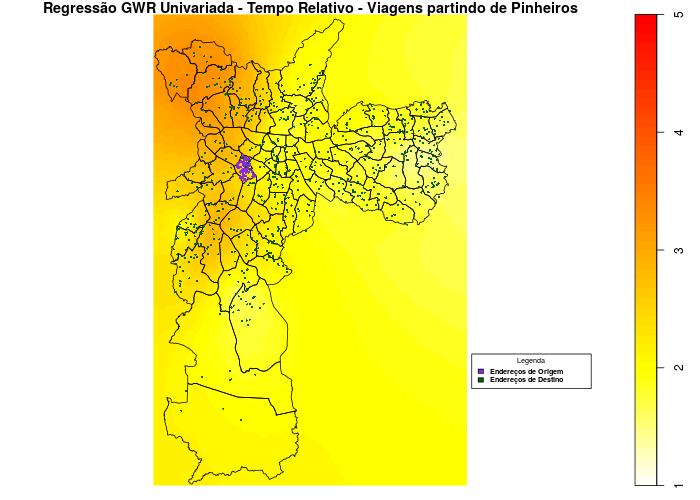 Regressão GWR Univariada - Tempo Relativo - Viagens partindo de Pinheiros
5
4
3
2
1
Legenda
Endereços de Origem
Endereços de Destino